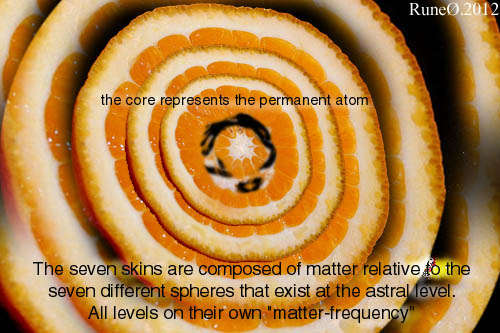 RuneØ.2012
the core represents the permanent atom
The seven skins are composed of matter relative to the
seven different spheres that exist at the astral level.
All levels on their own "matter-frequency"